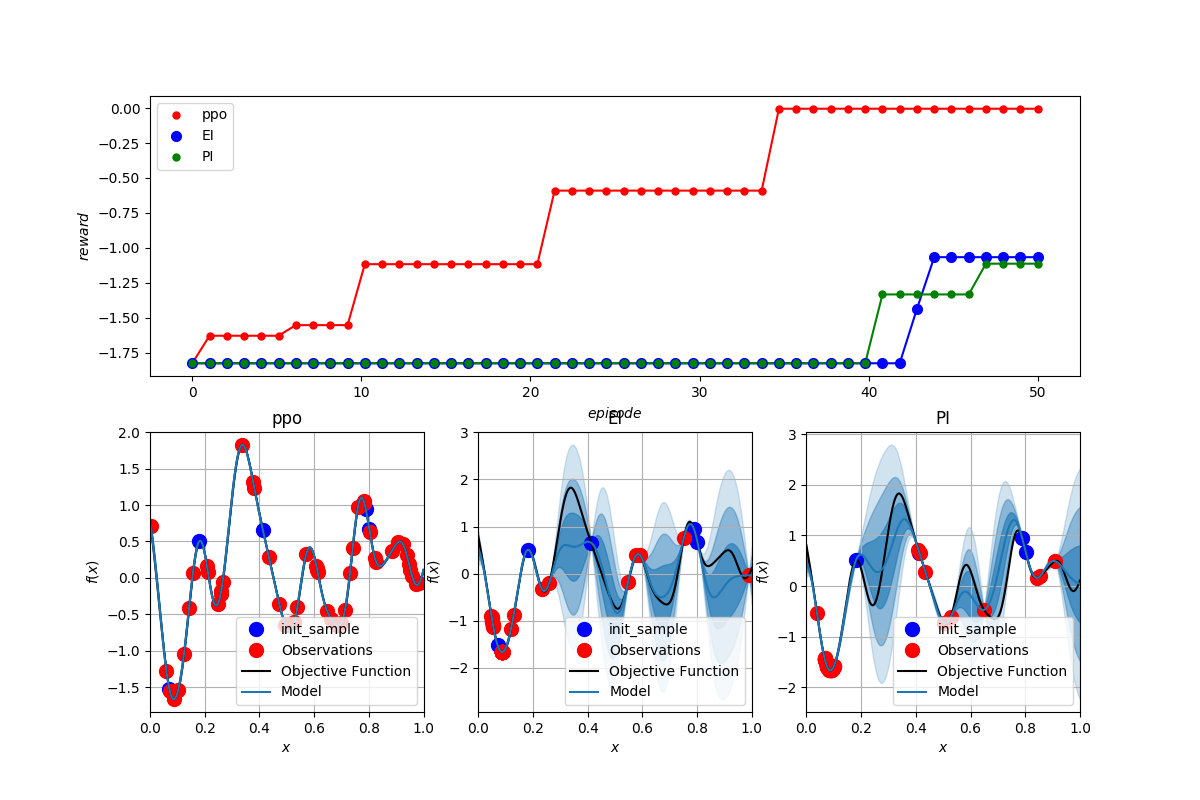 0.00
−0.25
−0.50
−0.75
−1.00
−1.25
−1.50
−1.75
reward
ppo
EI
PI
0 10 20 30 40 50
episode
ppo
EI
PI
2.0
1.5
1.0
0.5
0.0
−0.5
−1.0
−1.5
f(x)
init_sample
Observations
Objective Function
Model
0.0 0.2 0.4 0.6 0.8 1.0
x
3
2
1
0
−1
−2
f(x)
init_sample
Observations
Objective Function
Model
0.0 0.2 0.4 0.6 0.8 1.0
x
3
2
1
0
−1
−2
f(x)
init_sample
Observations
Objective Function
Model
0.0 0.2 0.4 0.6 0.8 1.0
x